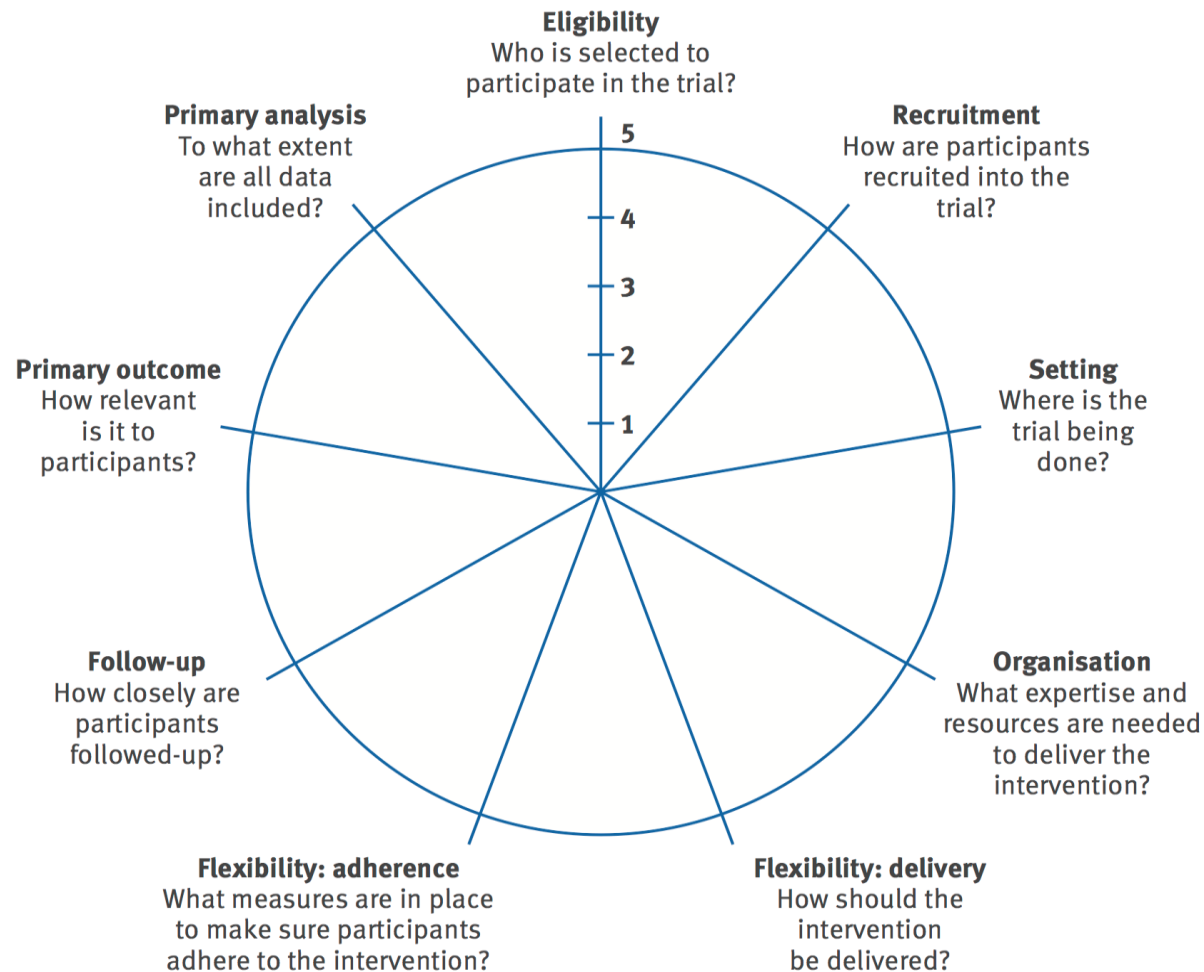 Eligibility
Who is selected to
participate in the trial?
Recruitment
How are participants
recruited into the
trial?
Setting
Where is the
trial being
done?
Organisation
What expertise and
resources are needed
to deliver the
intervention?
Flexibility: delivery
How should the
intervention
be delivered?
Flexibility: adherence
What measures are in place
to make sure participants
adhere to the intervention?
Follow-up
How closely are
participants
followed-up?
Primary outcome
How relevant
is it to
participants?
Primary analysis
To what extent
are all data
included?
5
4
3
2
1